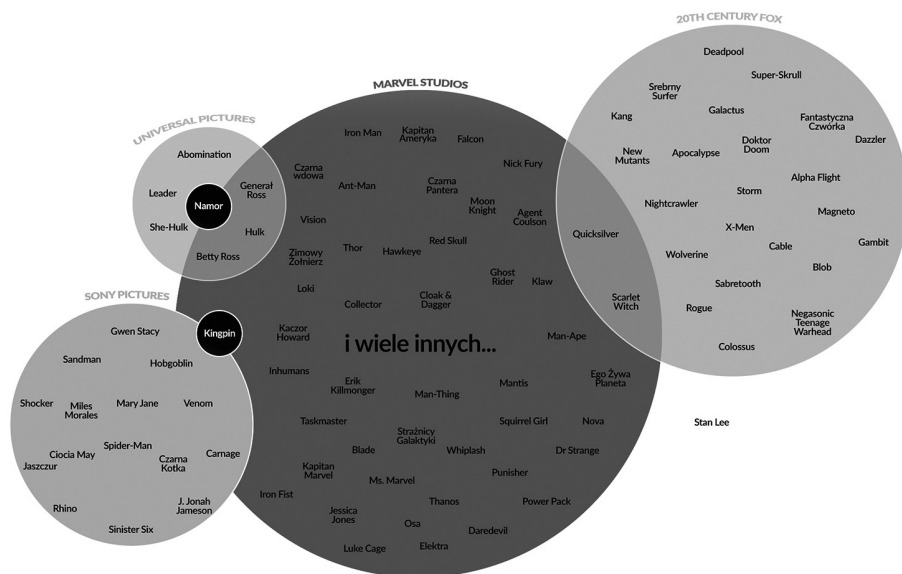 20TH CENTURY FOX
Deadpool
Super-Skrull
Srebrny
Surfer
Galactus
Kang
Fantastyczna
Czwórka
Dazzler
New
Mutants
Apocalypse
Doktor
Doom
Alpha Flight
Storm
Nightcrawler
Magneto
X-Men
Quicksilver
Cable
Gambit
Wolverine
Blob
Sabretooth
Scarlet
Witch
Rogue
Negasonic
Teenage
Warhead
Colossus
MARVEL STUDIOS
Iron Man
Kapitan
Ameryka
Falcon
Nick Fury
Czarna
wdowa
Ant-Man
Czarna
Pantera
Moon
Knight
Agent
Coulson
Vision
Red Skull
Thor
Hawkeye
Zimowy
Żołnierz
Ghost
Rider
Klaw
Loki
Collector
Cloak &
Dagger
Kaczor
Howard
i wiele innych...
Man-Ape
Inhumans
Erik
Killmonger
Man-Thing
Mantis
Ego Żywa
Planeta
Taskmaster
Strażnicy
Galaktyki
Squirrel Girl
Nova
Blade
Whiplash
Dr Strange
Kapitan
Marvel
Ms. Marvel
Punisher
Iron Fist
Thanos
Power Pack
Jessica
Jones
Osa
Daredevil
Luke Cage
Elektra
UNIVERSAL PICTURES
Abomination
Leader
Generał
Ross
Namor
She-Hulk
Hulk
Betty Ross
SONY PICTURES
Gwen Stacy
Kingpin
Sandman
Hobgoblin
Shocker
Miles
Morales
Mary Jane
Venom
Spider-Man
Ciocia May
Czarna
Kotka
Carnage
Jaszczur
Rhino
J. Jonah
Jameson
Sinister Six
Stan Lee